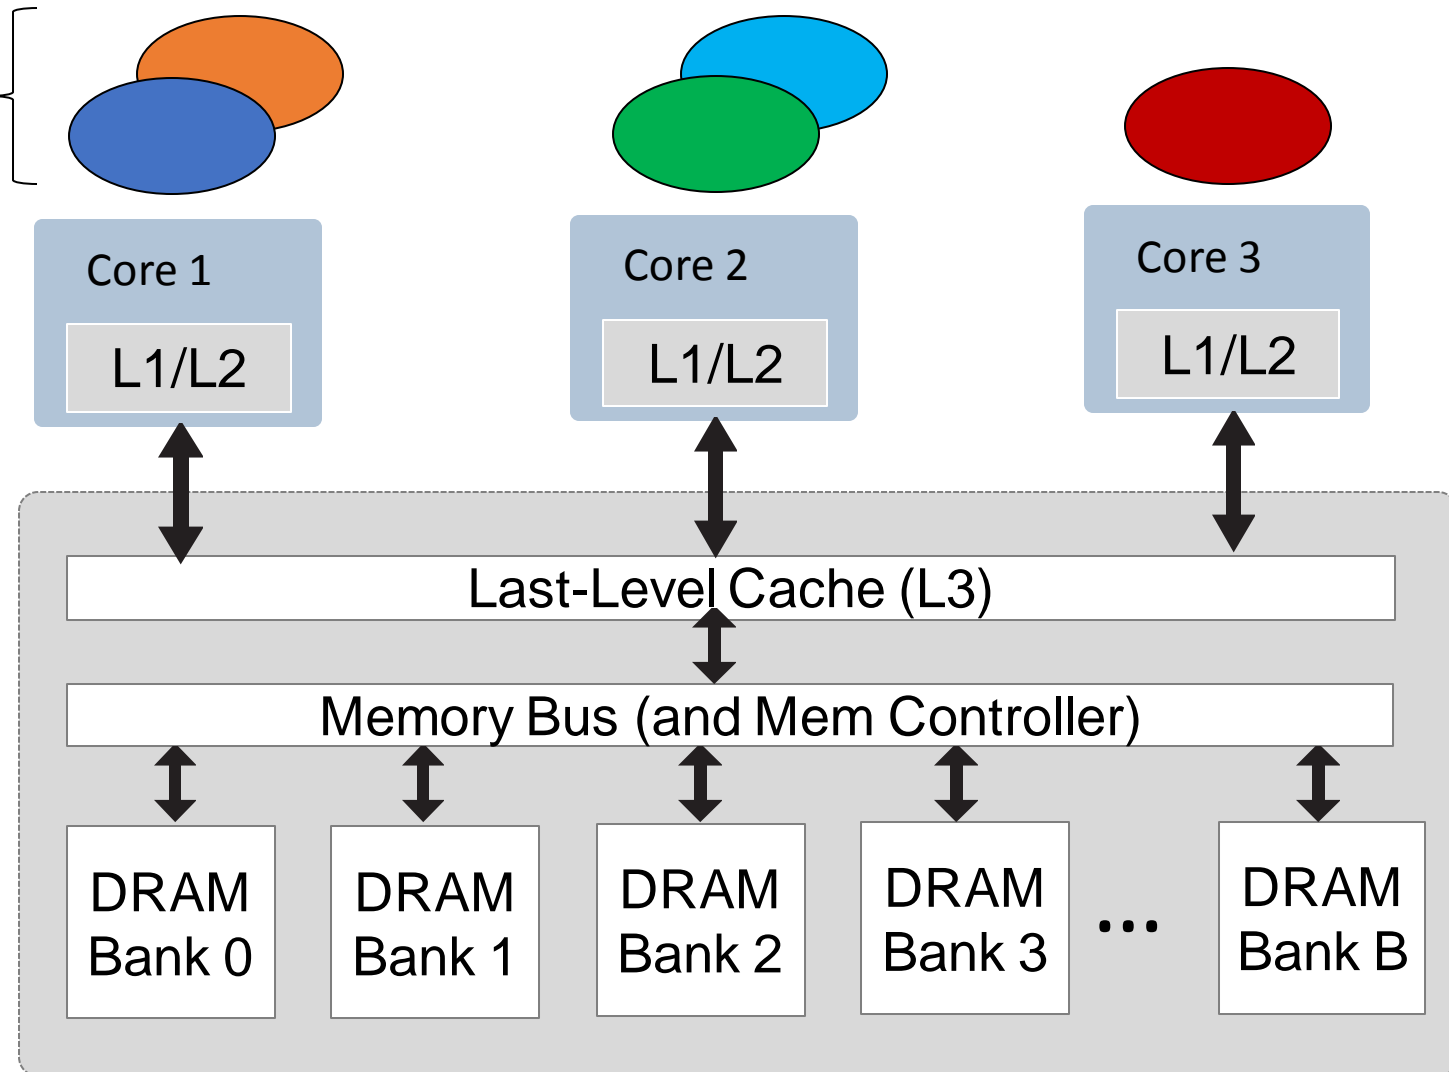 Core 1
Core 2
Core 3
L1/L2
L1/L2
L1/L2
Last-Level Cache (L3)
Memory Bus (and Mem Controller)
DRAM
Bank 0
DRAM
Bank 1
DRAM
Bank 2
DRAM
Bank 3
...
DRAM
Bank B